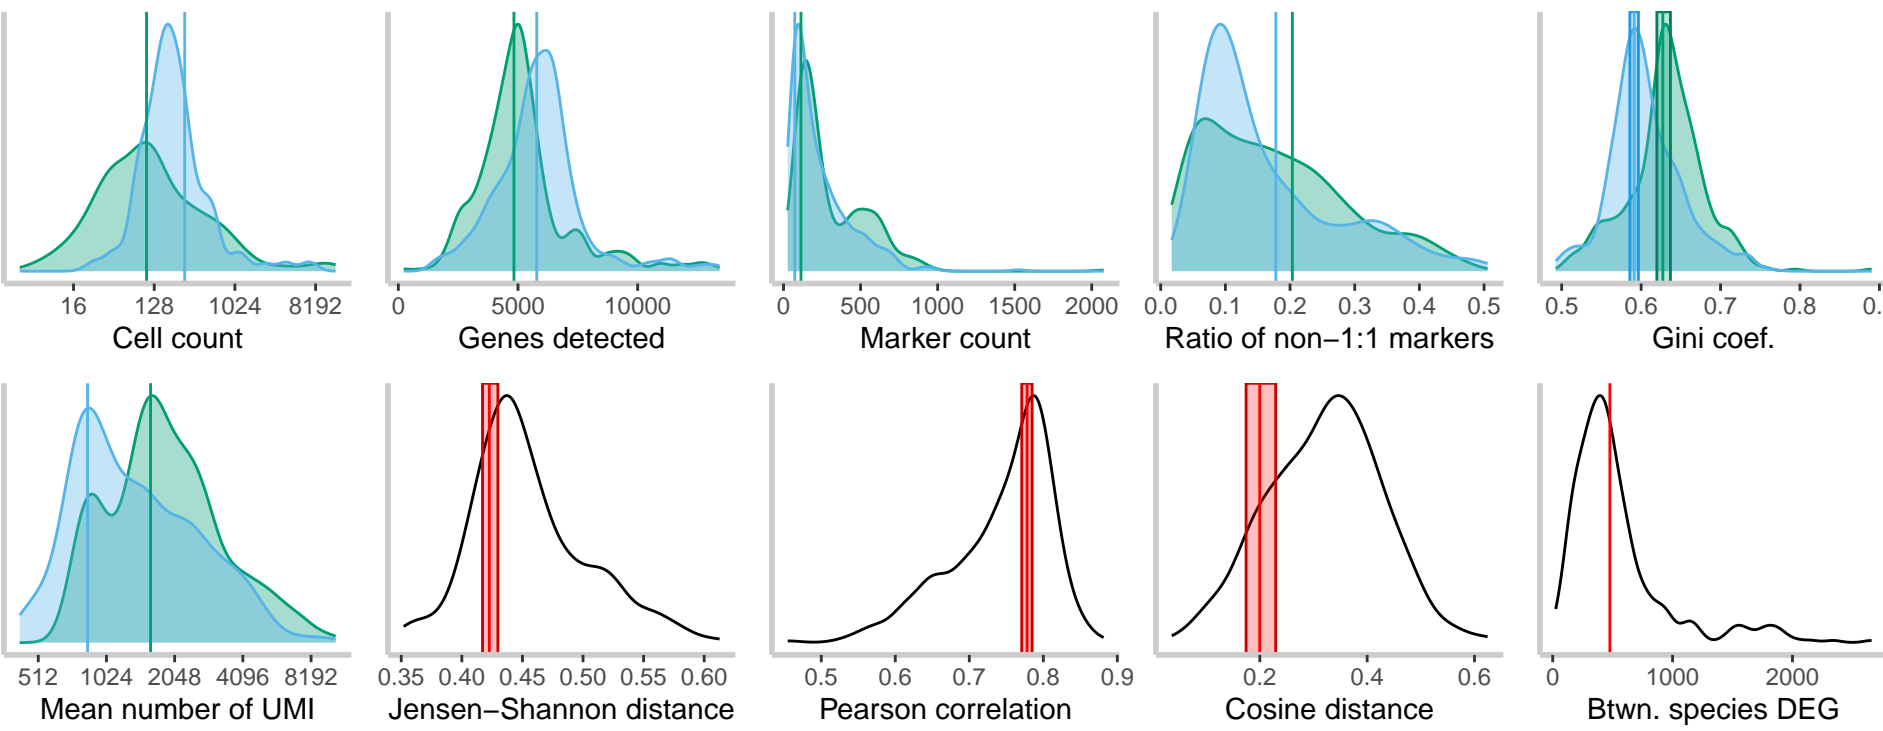 16 128 1024 8192
Cell count
0 5000 10000
Genes detected
0 500 1000 1500 2000
Marker count
0.0 0.1 0.2 0.3 0.4 0.5
Ratio of non−1:1 markers
0.5 0.6 0.7 0.8 0.
Gini coef.
512 1024 2048 4096 8192
Mean number of UMI
0.35 0.40 0.45 0.50 0.55 0.60
Jensen−Shannon distance
0.5 0.6 0.7 0.8 0.9
Pearson correlation
0.2 0.4 0.6
Cosine distance
0 1000 2000
Btwn. species DEG